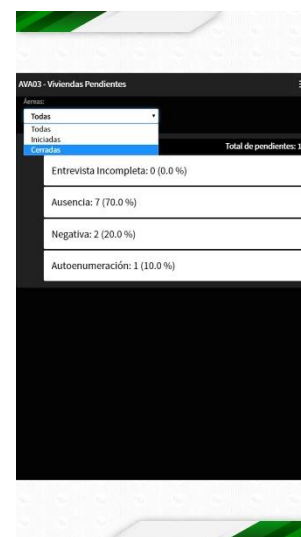 AVA03 - Viviendas Pendientes
Áereas:
Todas
Todas
Iniciadas
Cerradas
Total de pendientes: 1
Entrevista Incompleta: 0 (0.0 %)
Ausencia: 7 (70.0 %)
Negativa: 2 (20.0 %)
Autoenumeración: 1 (10.0 %)